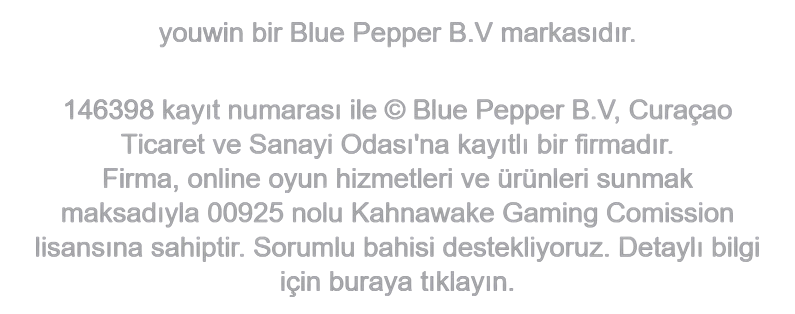 youwin bir Blue Pepper B.V markasıdır.
146398 kayıt numarası ile © Blue Pepper B.V, Curaçao
Ticaret ve Sanayi Odası'na kayıtlı bir firmadır.
Firma, online oyun hizmetleri ve ürünleri sunmak
maksadıyla 00925 nolu Kahnawake Gaming Comission
lisansına sahiptir. Sorumlu bahisi destekliyoruz. Detaylı bilgi
için buraya tıklayın.